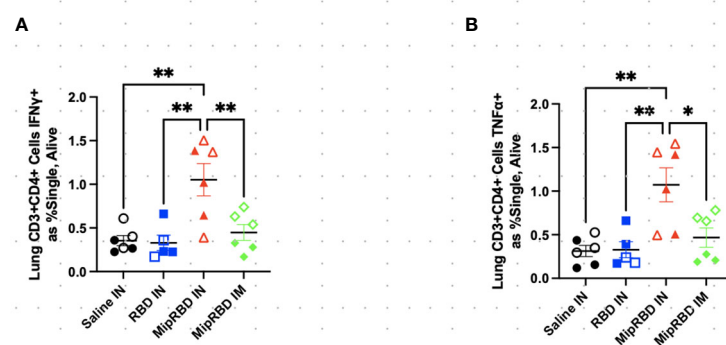 A
B
Lung CD3+CD4+ Cells IFNγ+
as %Single, Alive
2.0
1.5
1.0
0.5
0.0
**
**
**
Saline IN
RBD IN
MipRBD IN
MipRBD IM
Lung CD3+CD4+ Cells TNFα+
as %Single, Alive
2.0
1.5
1.0
0.5
0.0
**
**
*
Saline IN
RBD IN
MipRBD IN
MipRBD IM